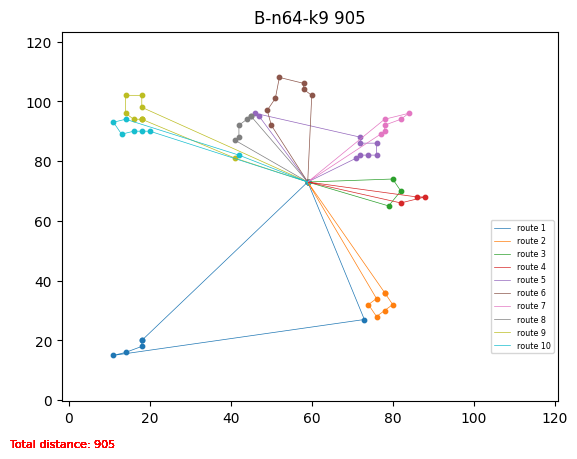 B-n64-k9 905
120
100
80
60
40
20
0
route 1
route 2
route 3
route 4
route 5
route 6
route 7
route 8
route 9
route 10
0 20 40 60 80 100 120
Total distance: 905